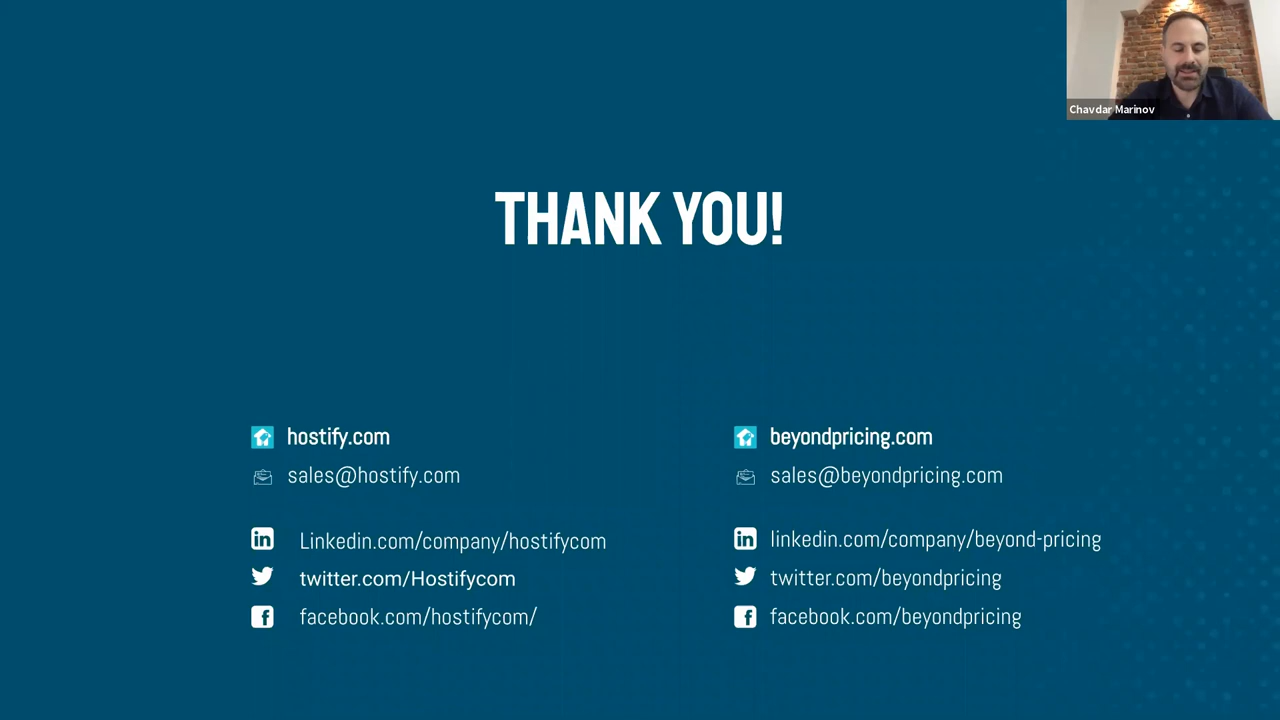 Chavdar Marinov
THANK YOU!
hostify.com
sales@hostify.com
Linkedin.com/company/hostifycom
twitter.com/Hostifycom
facebook.com/hostifycom/
beyondpricing.com
sales@beyondpricing.com
linkedin.com/company/beyond-pricing
twitter.com/beyondpricing
facebook.com/beyondpricing